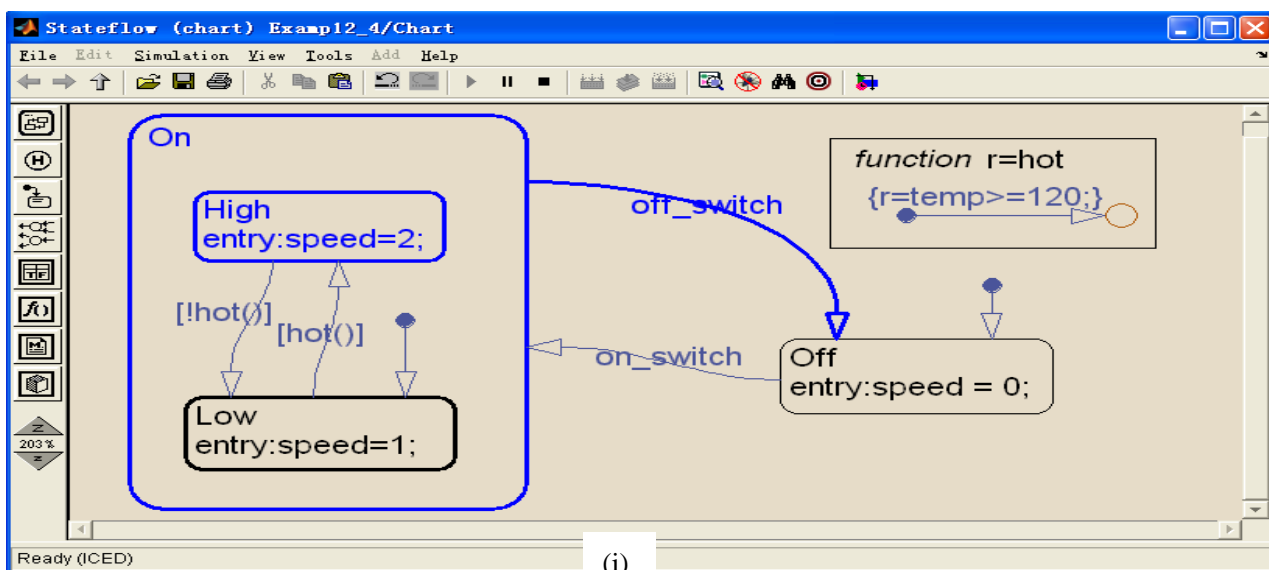 Stateflow (chart) Examp12_4/Chart
File Edit Simulation View Tools Add Help
On
High
entry:speed=2;
[!hot()]
[hot()]
Low
entry:speed=1;
off_switch
on_switch
function r=hot
{r=temp>=120;}
Off
entry:speed = 0;
H
TF
f()
M
Z
203%
Z
Ready (ICED)
(i)